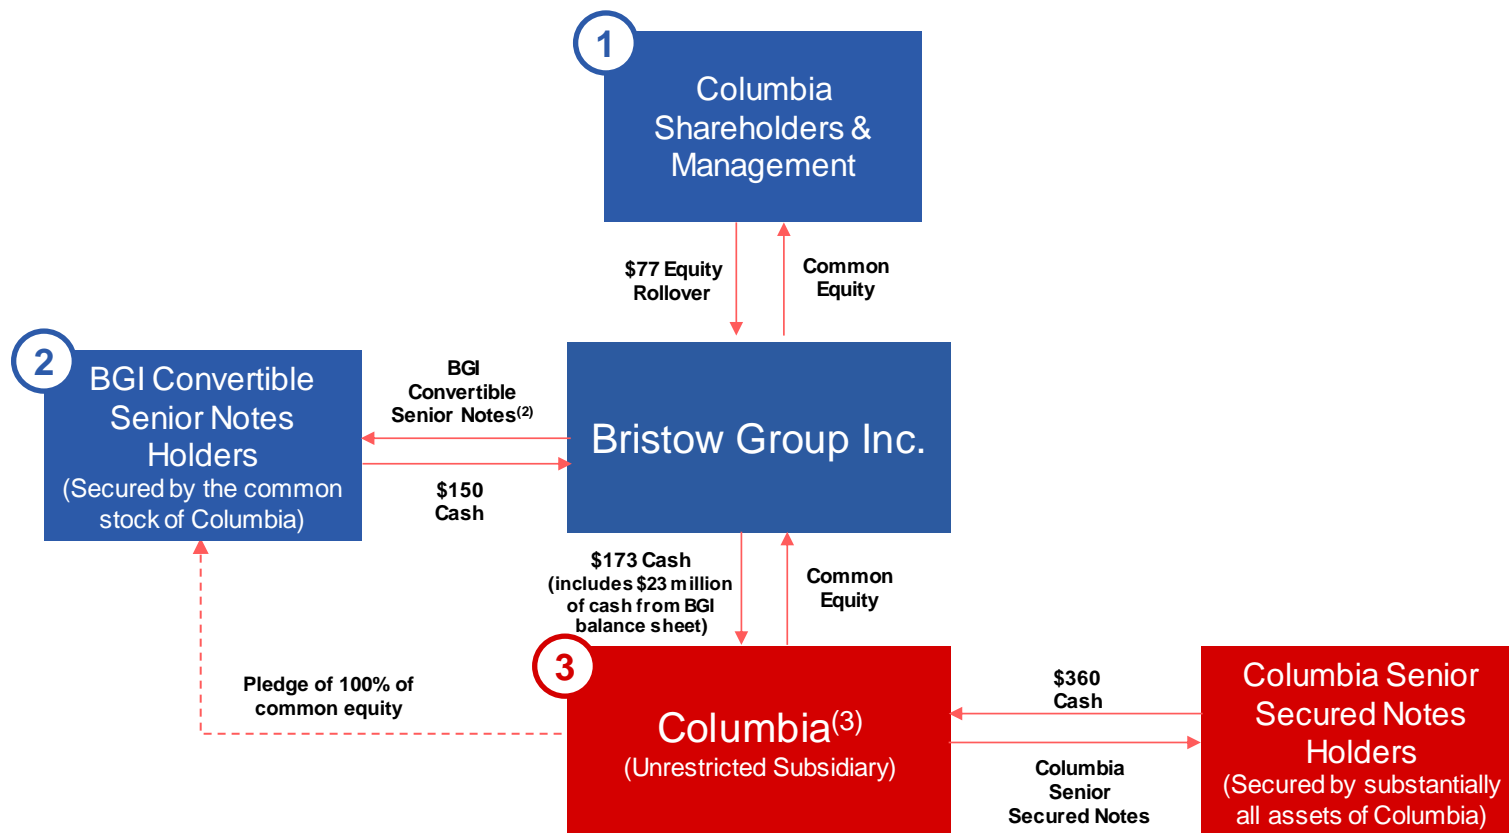 1
Columbia
Shareholders &
Management
$77 Equity
Rollover
Common
Equity
2
BGI Convertible
Senior Notes
Holders
(Secured by the common
stock of Columbia)
BGI
Convertible
Senior Notes(2)
$150
Cash
Bristow Group Inc.
$173 Cash
(includes $23 million
of cash from BGI
balance sheet)
Common
Equity
Pledge of 100% of
common equity
3
Columbia(3)
(Unrestricted Subsidiary)
$360
Cash
Columbia
Senior
Secured Notes
Columbia Senior
Secured Notes
Holders
(Secured by substantially
all assets of Columbia)